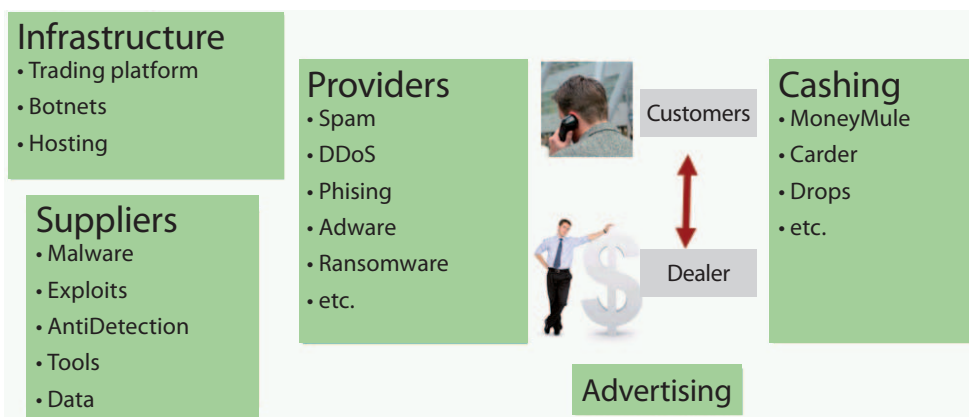 Infrastructure
• Trading platform
• Botnets
• Hosting
Suppliers
• Malware
• Exploits
• AntiDetection
• Tools
• Data
Providers
• Spam
• DDoS
• Phising
• Adware
• Ransomware
• etc.
Customers
Dealer
Advertising
Cashing
• MoneyMule
• Carder
• Drops
• etc.